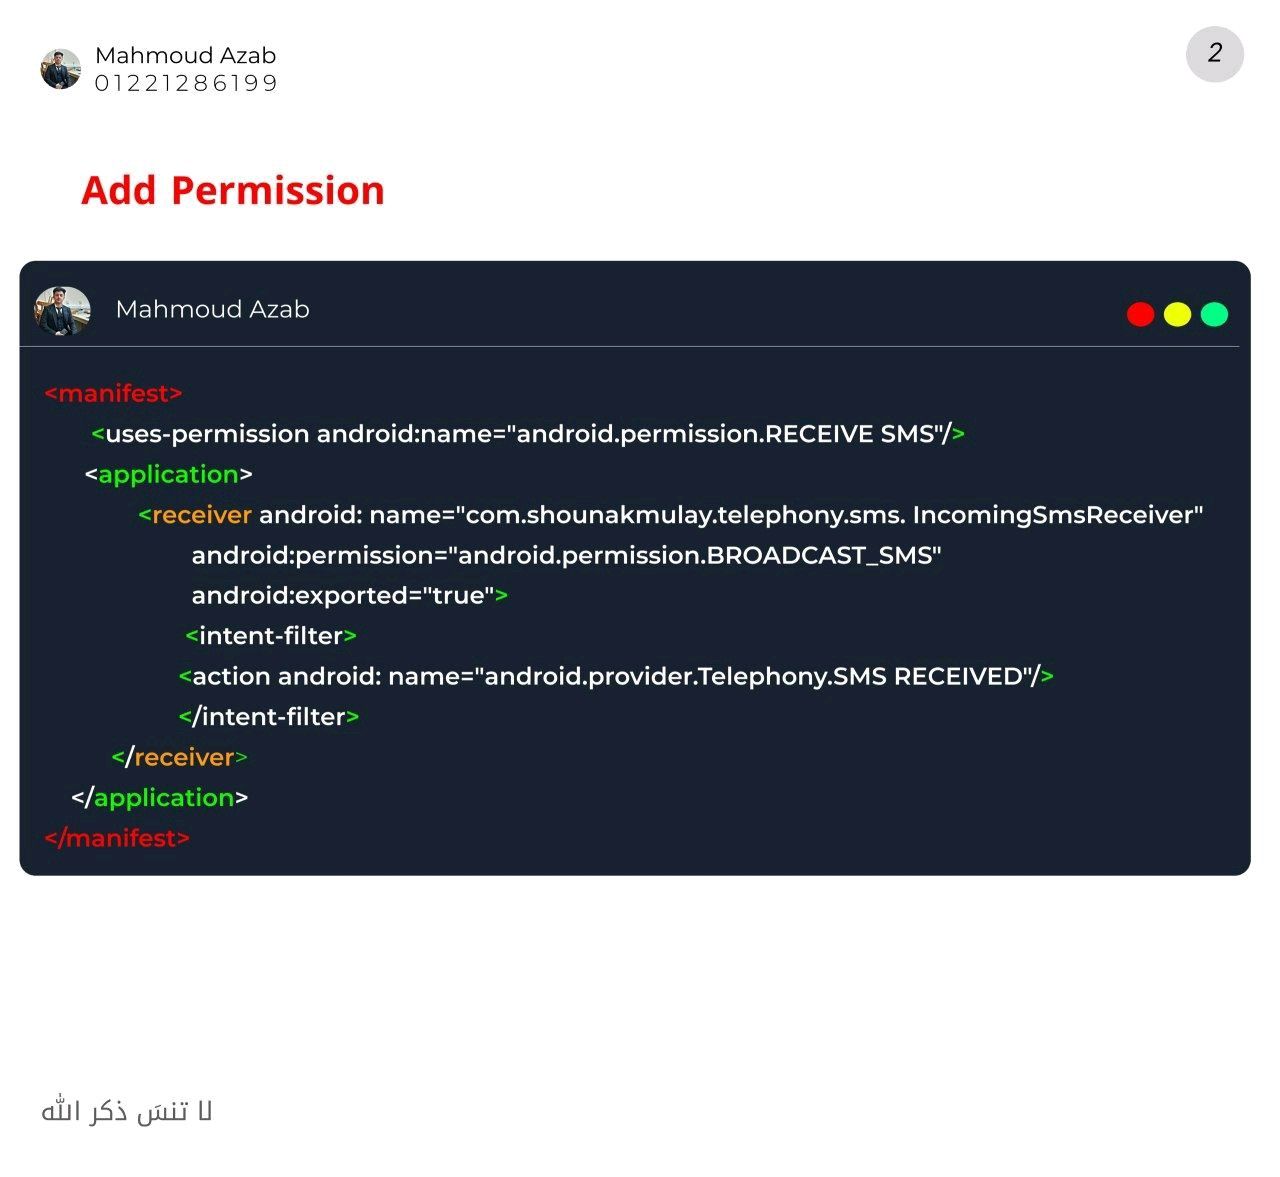 Mahmoud Azab
01221286199
2
Add Permission
Mahmoud Azab
<manifest>
<uses-permission android:name="android.permission.RECEIVE SMS"/>
<application>
<receiver android: name="com.shounakmulay.telephony.sms. IncomingSmsReceiver"
android:permission="android.permission.BROADCAST_SMS"
android:exported="true">
<intent-filter>
<action android: name="android.provider.Telephony.SMS RECEIVED"/>
</intent-filter>
</receiver>
</application>
</manifest>
لا تنسَ ذكر الله